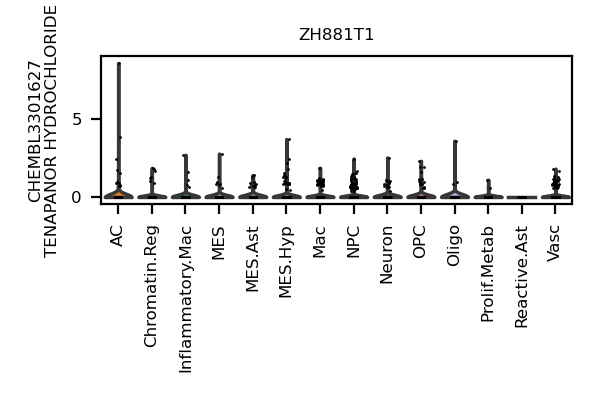 ZH881T1
CHEMBL3301627
TENAPANOR HYDROCHLORIDE
5
0
AC
Chromatin.Reg
Inflammatory.Mac
MES
MES.Ast
MES.Hyp
Mac
NPC
Neuron
OPC
Oligo
Prolif.Metab
Reactive.Ast
Vasc